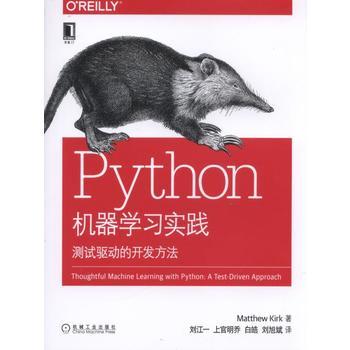 O'REILLY
Python
机器学习实践
测试驱动的开发方法
Thoughtful Machine Learning with Python: A Test-Driven Approach
Matthew Kirk 著
刘江一 上官明乔 白皓 刘旭斌 译
机械工业出版社
CHINA MACHINE PRESS